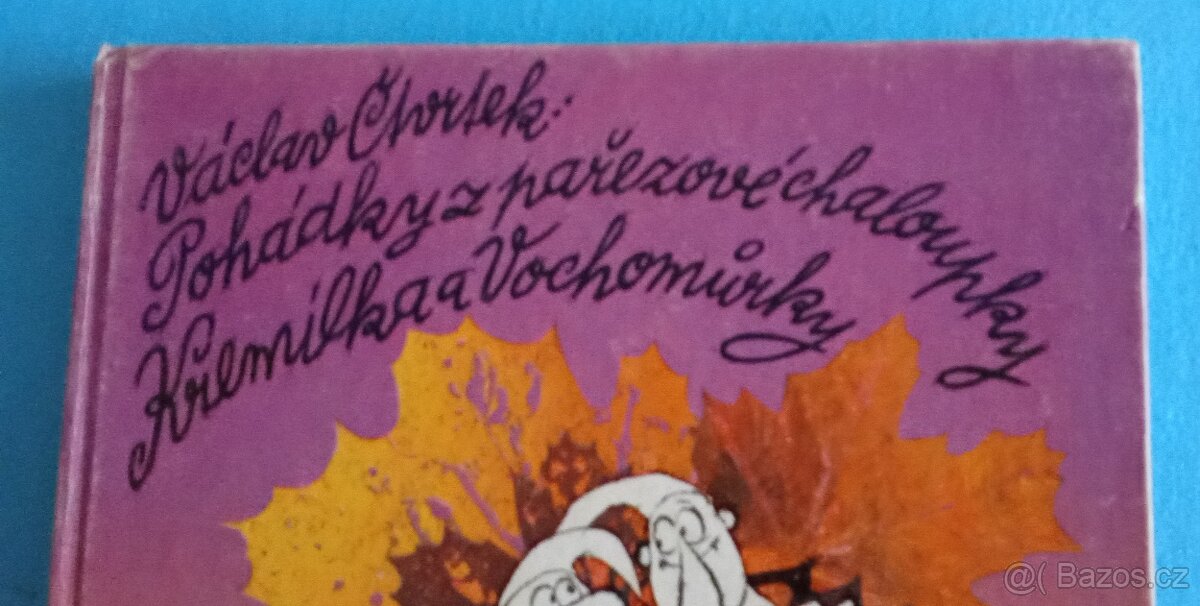 Václav Čtvrtek:
Pohádky z pařezové chaloupky
Křemílka a Vochomůrky
@( Bazos.cz